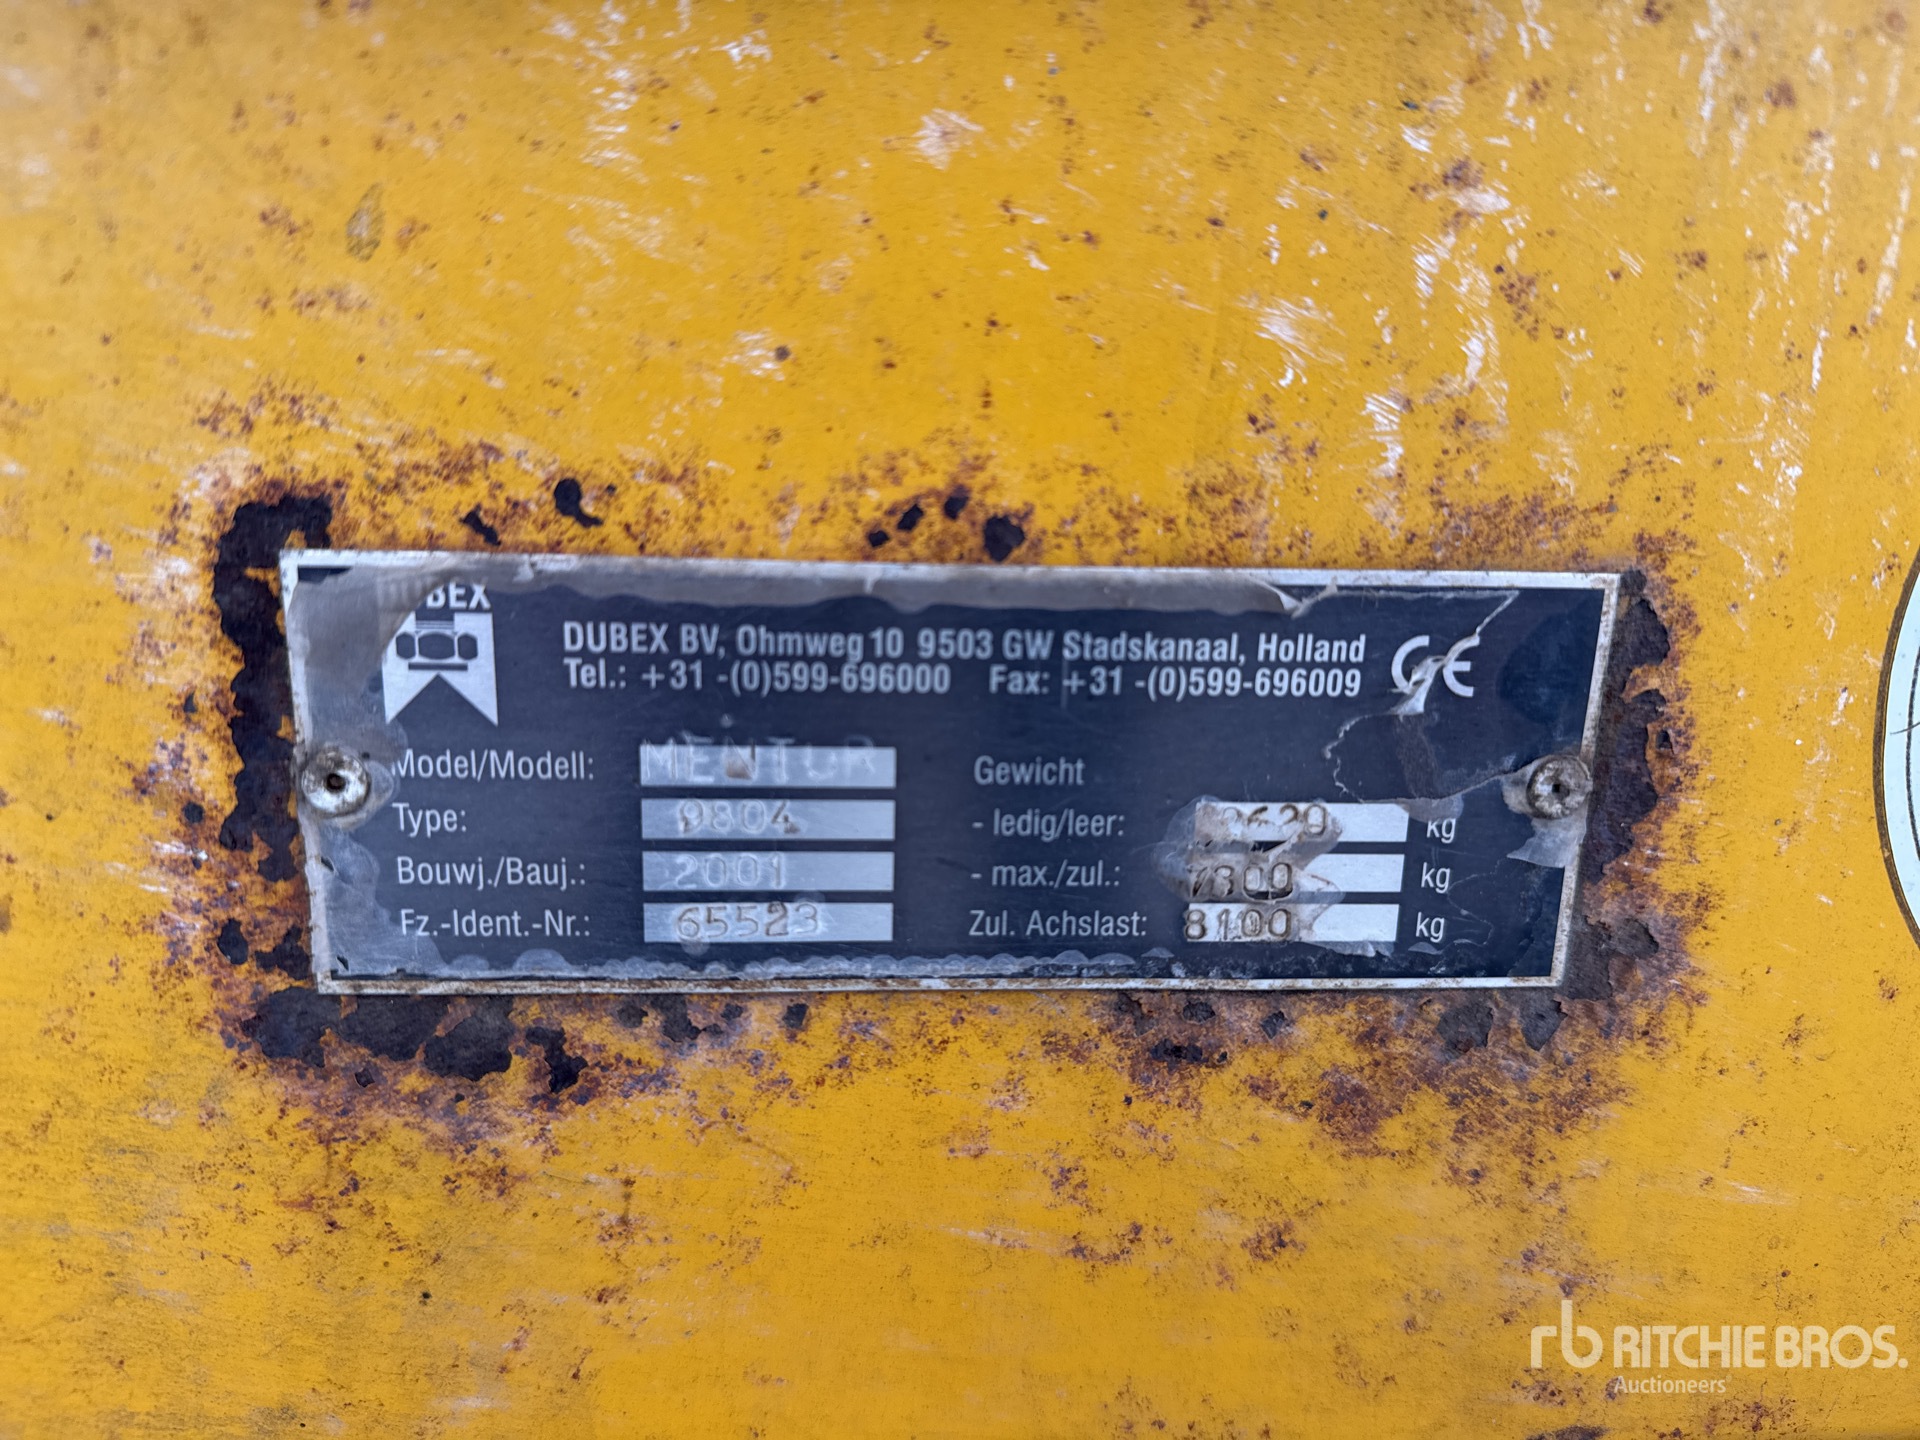 DUBEX
DUBEX BV, Ohmweg 10 9503 GW Stadskanaal, Holland
Tel.: +31 -(0)599-696000 Fax: +31 -(0)599-696009 CE
Model/Modell: MENTOR
Type: 9804
Bouwj./Bauj.: 2001
Fz.-Ident.-Nr.: 65523
Gewicht
- ledig/leer: kg
- max./zul.: kg
Zul. Achslast: 8100 kg
rb RITCHIE BROS.
Auctioneers